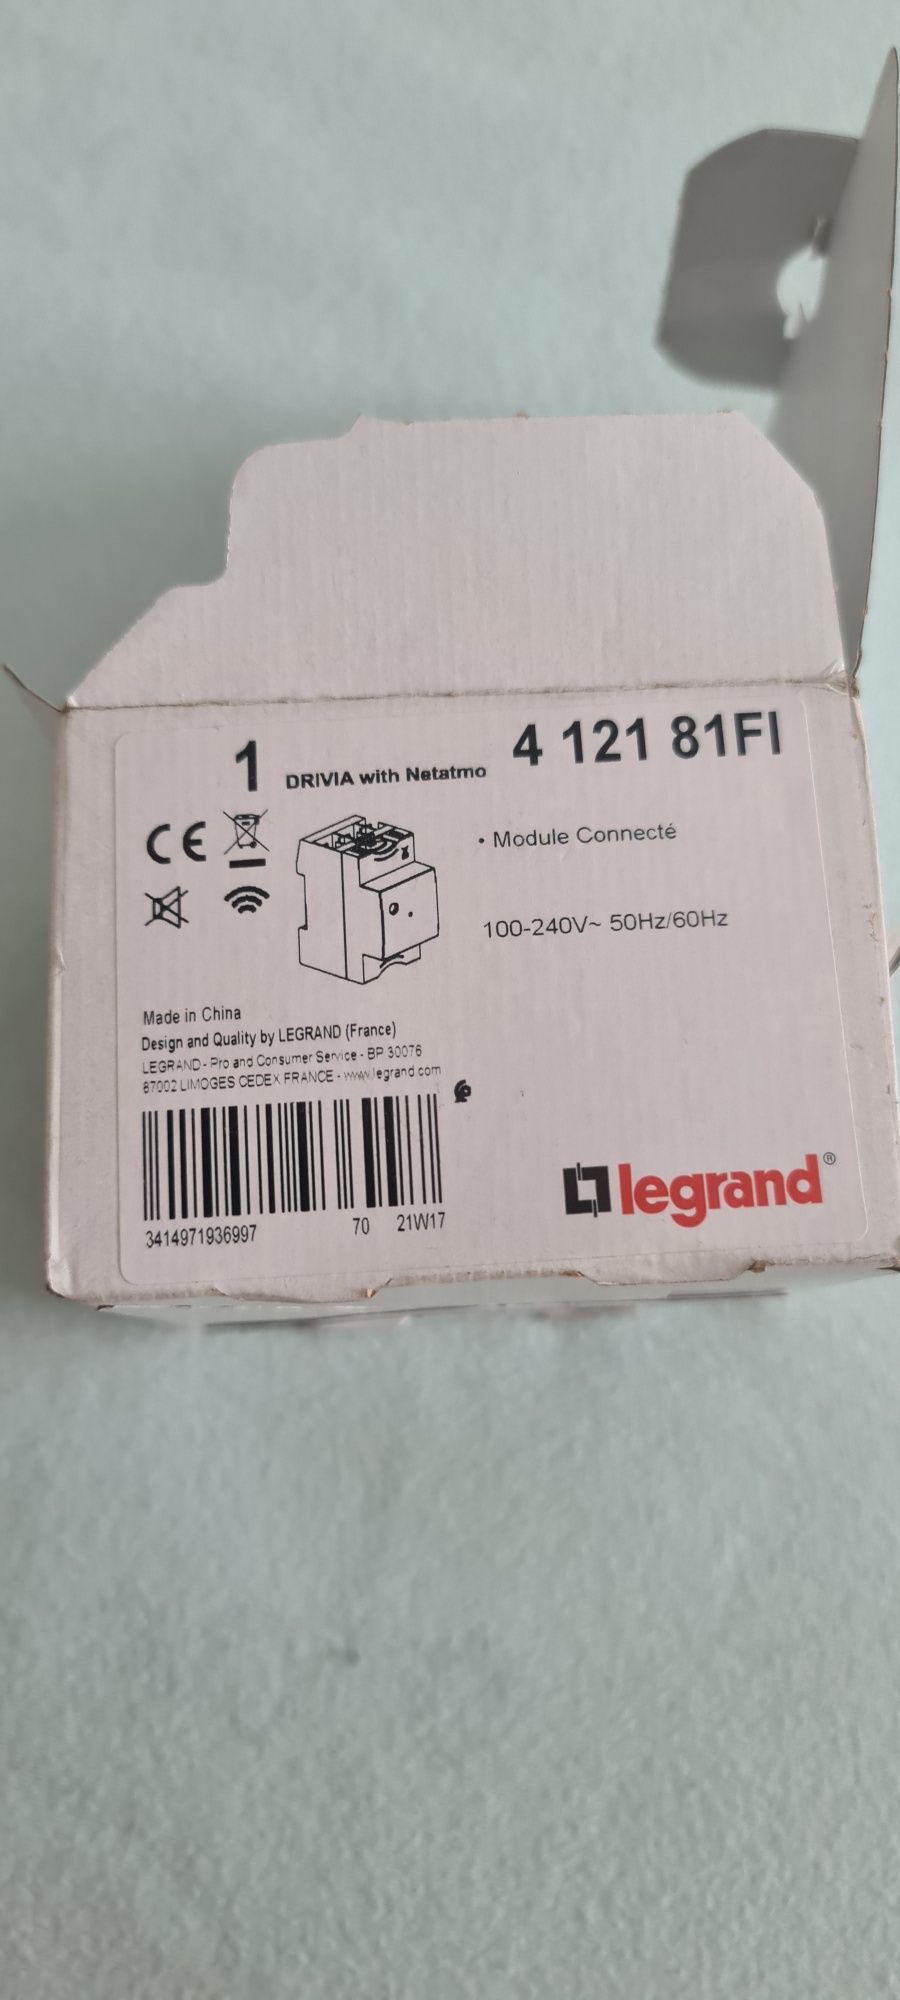 1 DRIVIA with Netatmo 4 121 81FI
CE
• Module Connecté
100-240V~ 50Hz/60Hz
Made in China
Design and Quality by LEGRAND (France)
LEGRAND - Pro and Consumer Service - BP 30076
87002 LIMOGES CEDEX FRANCE - www.legrand.com
3414971936997 70 21W17
legrand®